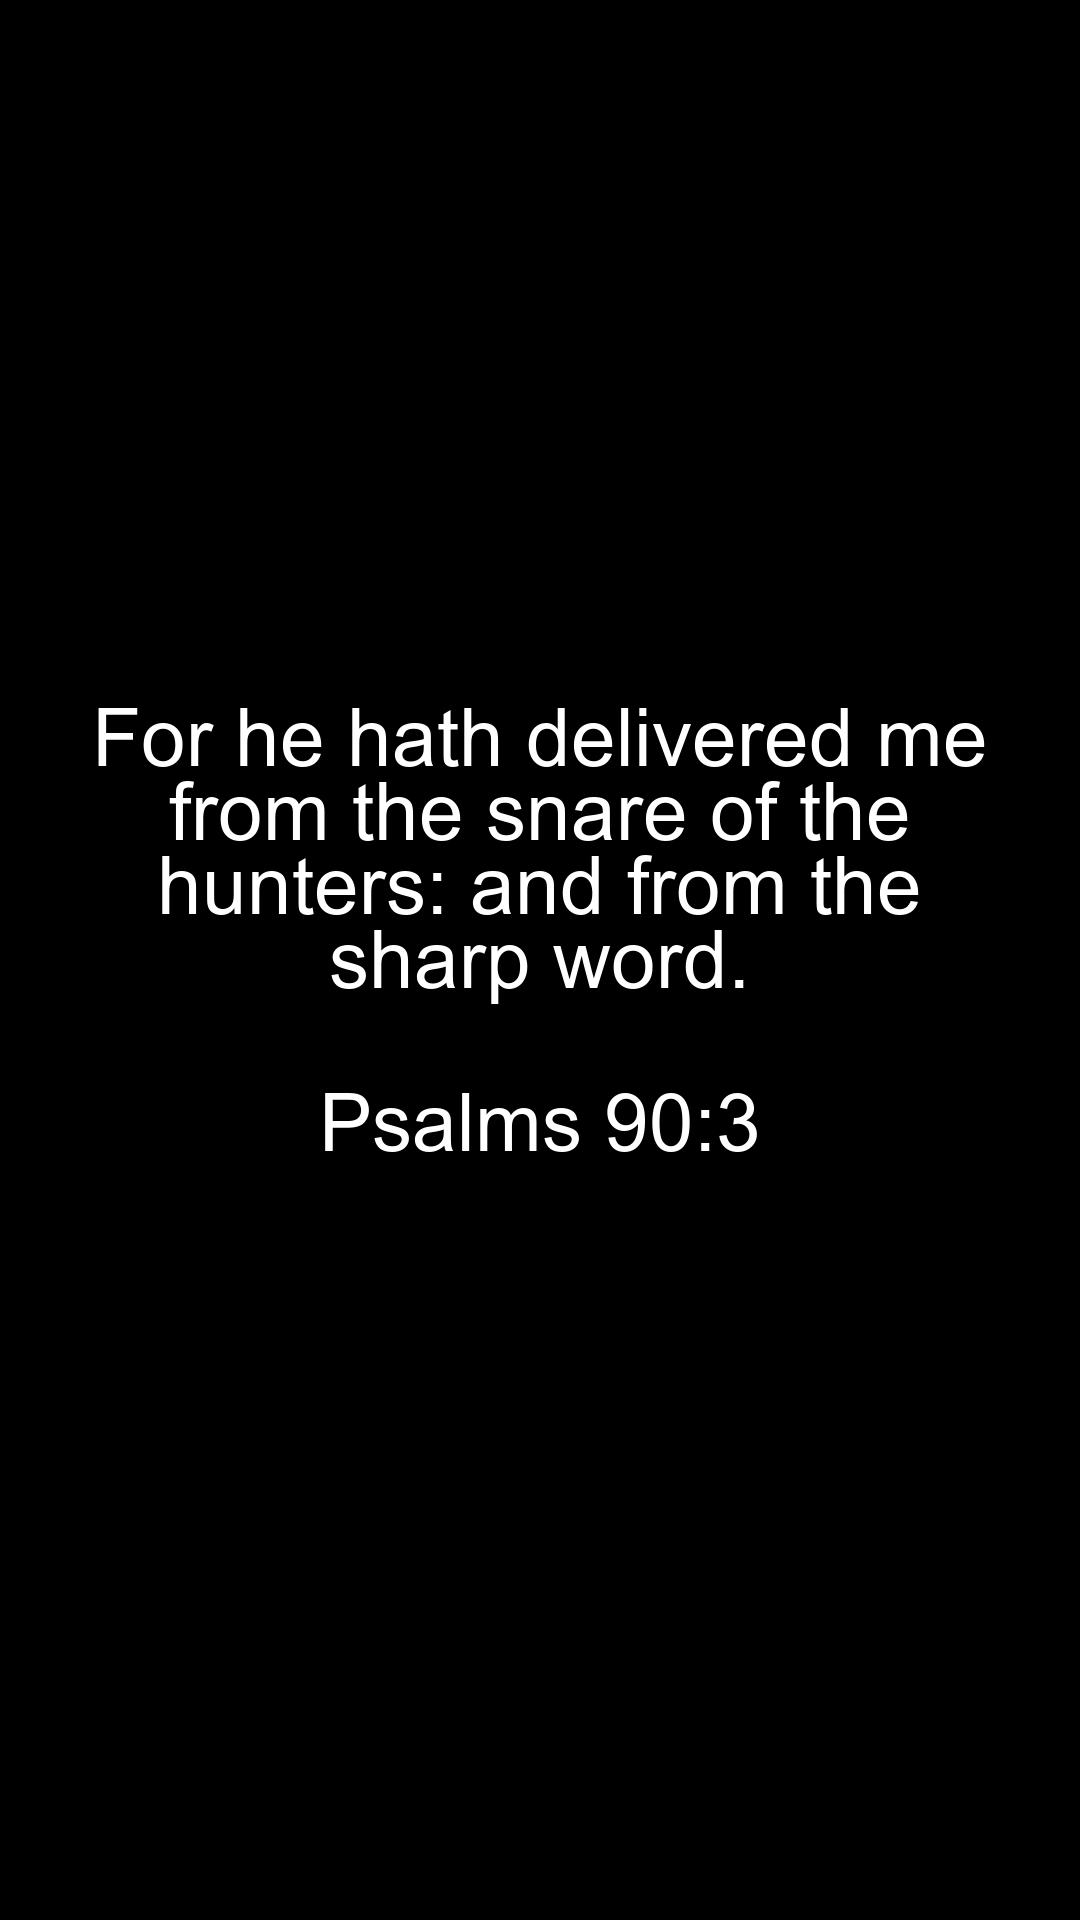 For he hath delivered me
from the snare of the
hunters: and from the
sharp word.
Psalms 90:3